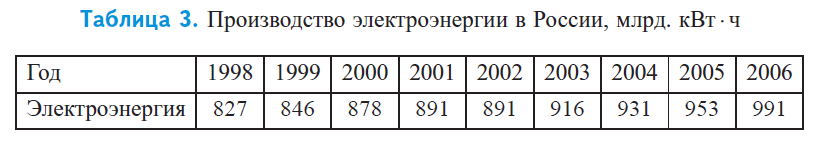 Таблица 3. Производство электроэнергии в России, млрд. кВт · ч
Год 1998 1999 2000 2001 2002 2003 2004 2005 2006
Электроэнергия 827 846 878 891 891 916 931 953 991